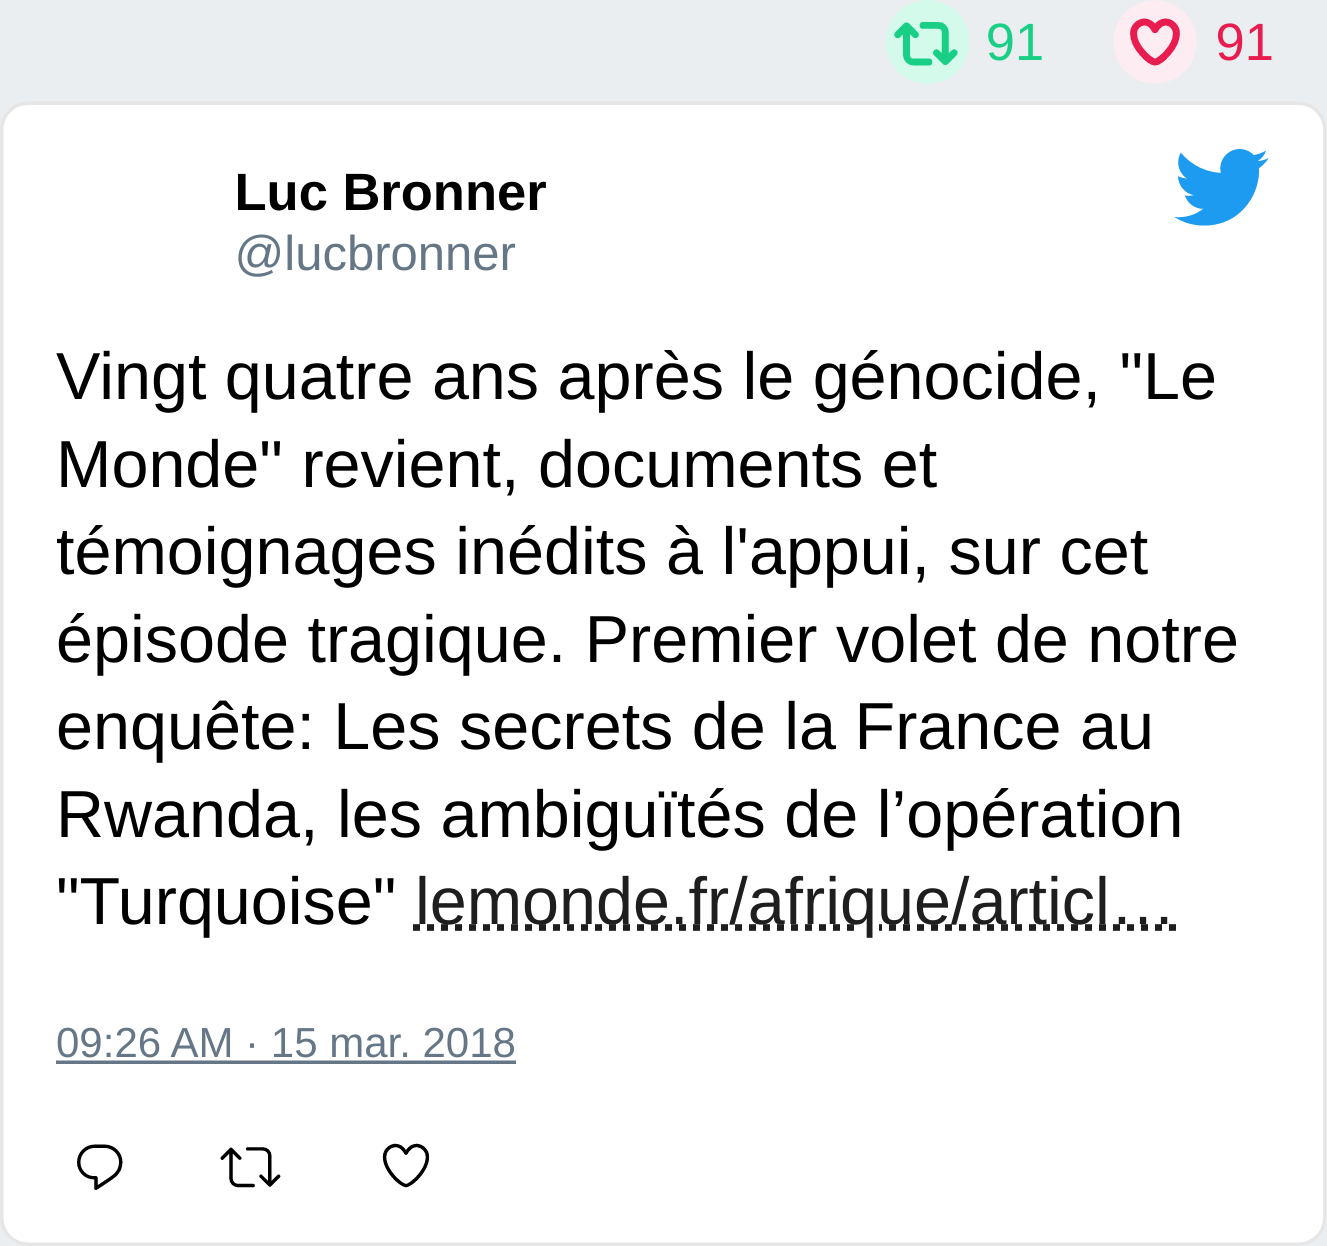 91 91
Luc Bronner
@lucbronner
Vingt quatre ans après le génocide, "Le
Monde" revient, documents et
témoignages inédits à l'appui, sur cet
épisode tragique. Premier volet de notre
enquête: Les secrets de la France au
Rwanda, les ambiguïtés de l’opération
"Turquoise" lemonde.fr/afrique/articl…
09:26 AM · 15 mar. 2018